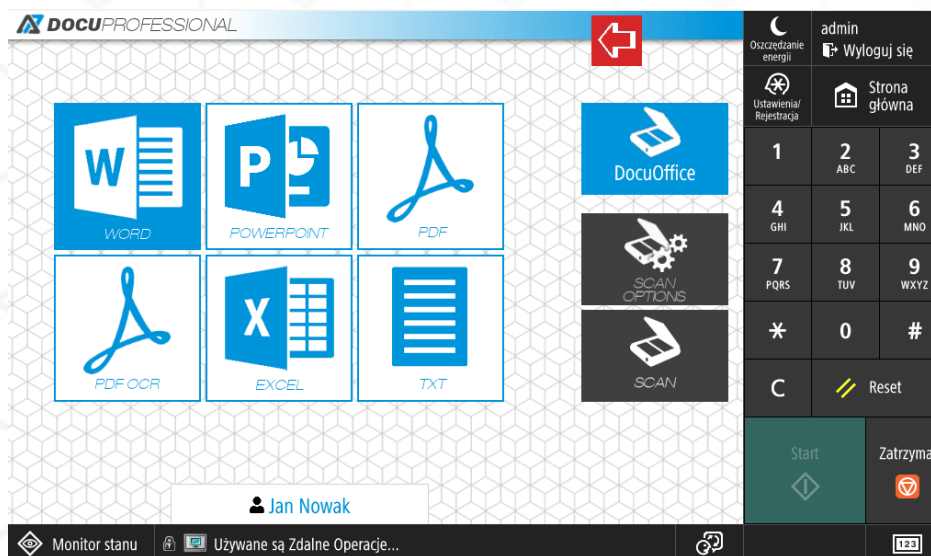 DOCUPROFESSIONAL
WORD
POWERPOINT
PDF
PDF OCR
EXCEL
TXT
DocuOffice
SCAN
OPTIONS
SCAN
Jan Nowak
Oszczędzanie
energii
admin
Wyloguj się
Ustawienia/
Rejestracja
Strona
główna
1
2
ABC
3
DEF
4
GHI
5
JKL
6
MNO
7
PQRS
8
TUV
9
WXYZ
*
0
#
C
Reset
Start
Zatrzyma
Monitor stanu
Używane są Zdalne Operacje...
123